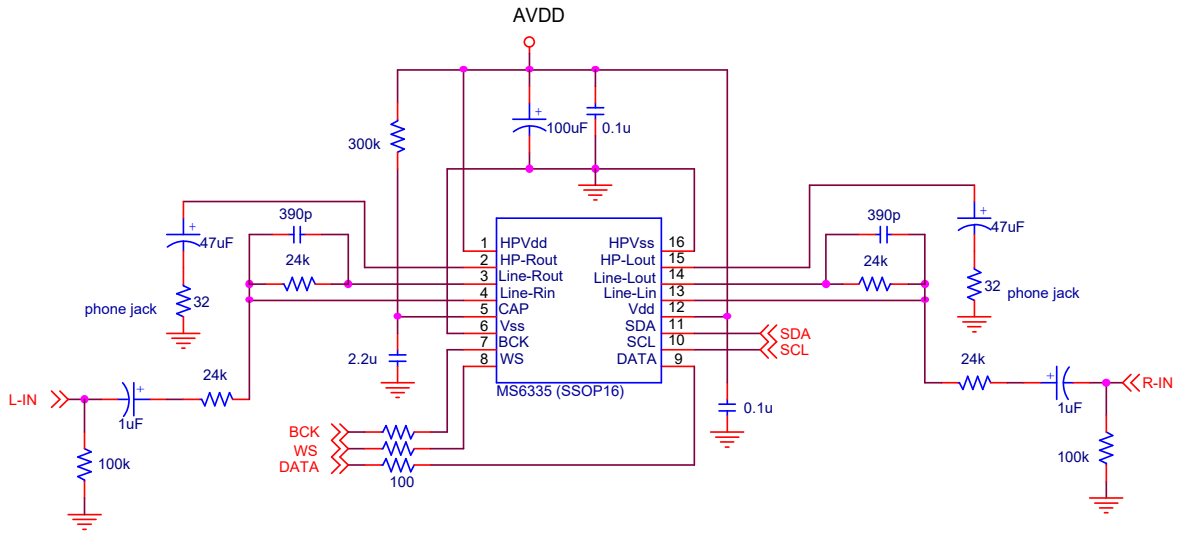 AVDD
300k
100uF
0.1u
+
+
47uF
32
phone jack
390p
24k
1
2
3
4
5
6
7
8
HPVdd
HP-Rout
Line-Rout
Line-Rin
CAP
Vss
BCK
WS
HPVss
HP-Lout
Line-Lout
Line-Lin
Vdd
SDA
SCL
DATA
16
15
14
13
12
11
10
9
MS6335 (SSOP16)
390p
24k
+
47uF
32
phone jack
SDA
SCL
2.2u
0.1u
L-IN
+
1uF
24k
100k
24k
+
1uF
R-IN
100k
BCK
WS
DATA
100